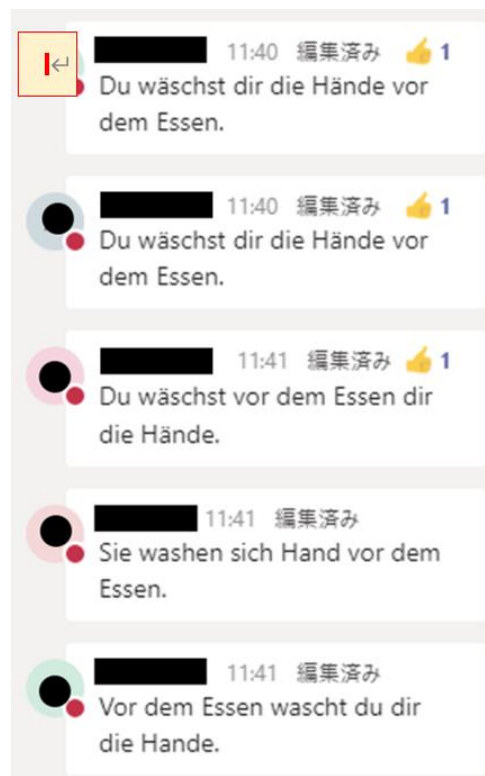 11:40 編集済み 👍 1
Du wäschst dir die Hände vor
dem Essen.
11:40 編集済み 👍 1
Du wäschst dir die Hände vor
dem Essen.
11:41 編集済み 👍 1
Du wäschst vor dem Essen dir
die Hände.
11:41 編集済み
Sie washen sich Hand vor dem
Essen.
11:41 編集済み
Vor dem Essen wascht du dir
die Hande.